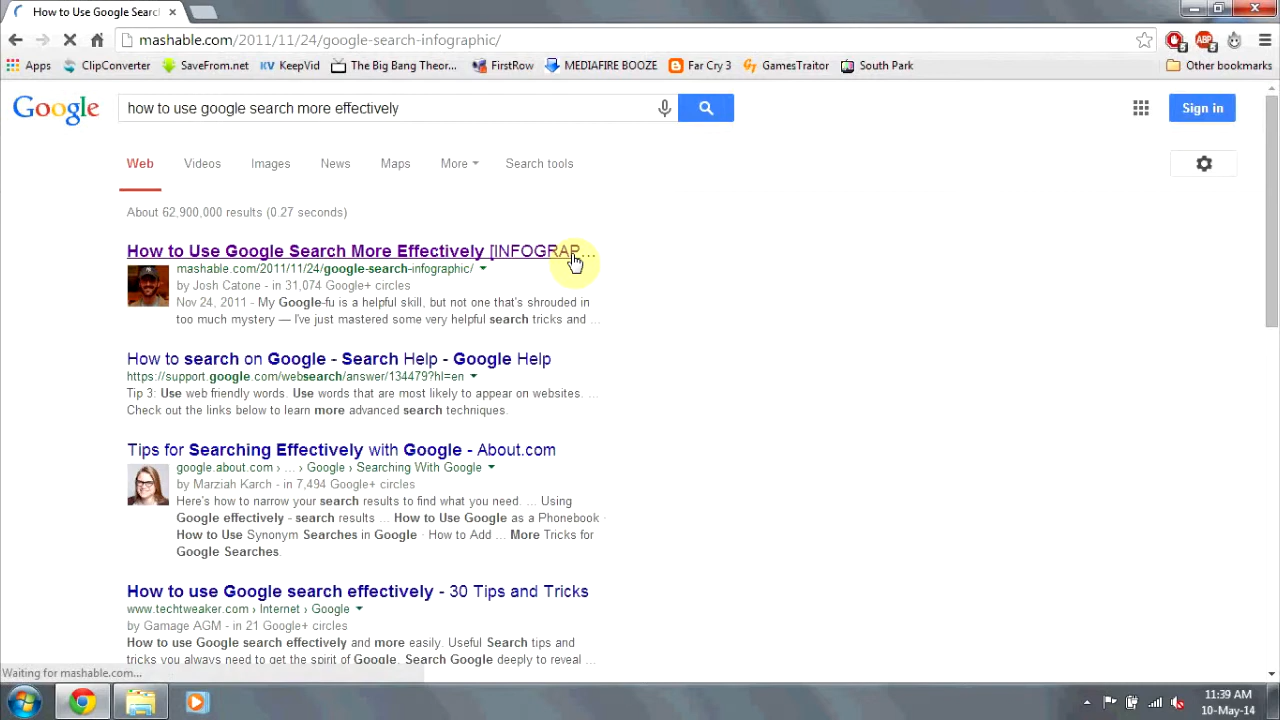 How to Use Google Searc
mashable.com/2011/11/24/google-search-infographic/
5 ABP 5
Apps ClipConverter SaveFrom.net KV KeepVid The Big Bang Theor... FirstRow MEDIAFIRE BOOZE Far Cry 3 GamesTraitor South Park Other bookmarks
Google how to use google search more effectively Sign in
Web Videos Images News Maps More Search tools
About 62,900,000 results (0.27 seconds)
How to Use Google Search More Effectively [INFOGRAP...
mashable.com/2011/11/24/google-search-infographic/
by Josh Catone - in 31,074 Google+ circles
Nov 24, 2011 - My Google-fu is a helpful skill, but not one that's shrouded in
too much mystery — I've just mastered some very helpful search tricks and ...
How to search on Google - Search Help - Google Help
https://support.google.com/websearch/answer/134479?hl=en
Tip 3: Use web friendly words. Use words that are most likely to appear on websites. ...
Check out the links below to learn more advanced search techniques.
Tips for Searching Effectively with Google - About.com
google.about.com › ... › Google › Searching With Google
by Marziah Karch - in 7,494 Google+ circles
Here's how to narrow your search results to find what you need. ... Using
Google effectively - search results ... How to Use Google as a Phonebook ·
How to Use Synonym Searches in Google · How to Add ... More Tricks for
Google Searches.
How to use Google search effectively - 30 Tips and Tricks
www.techtweaker.com › Internet › Google
by Gamage AGM - in 21 Google+ circles
How to use Google search effectively and more easily. Useful Search tips and
tricks you always need to get the spirit of Google. Search Google deeply to reveal ...
Waiting for mashable.com...
11:39 AM
10-May-14